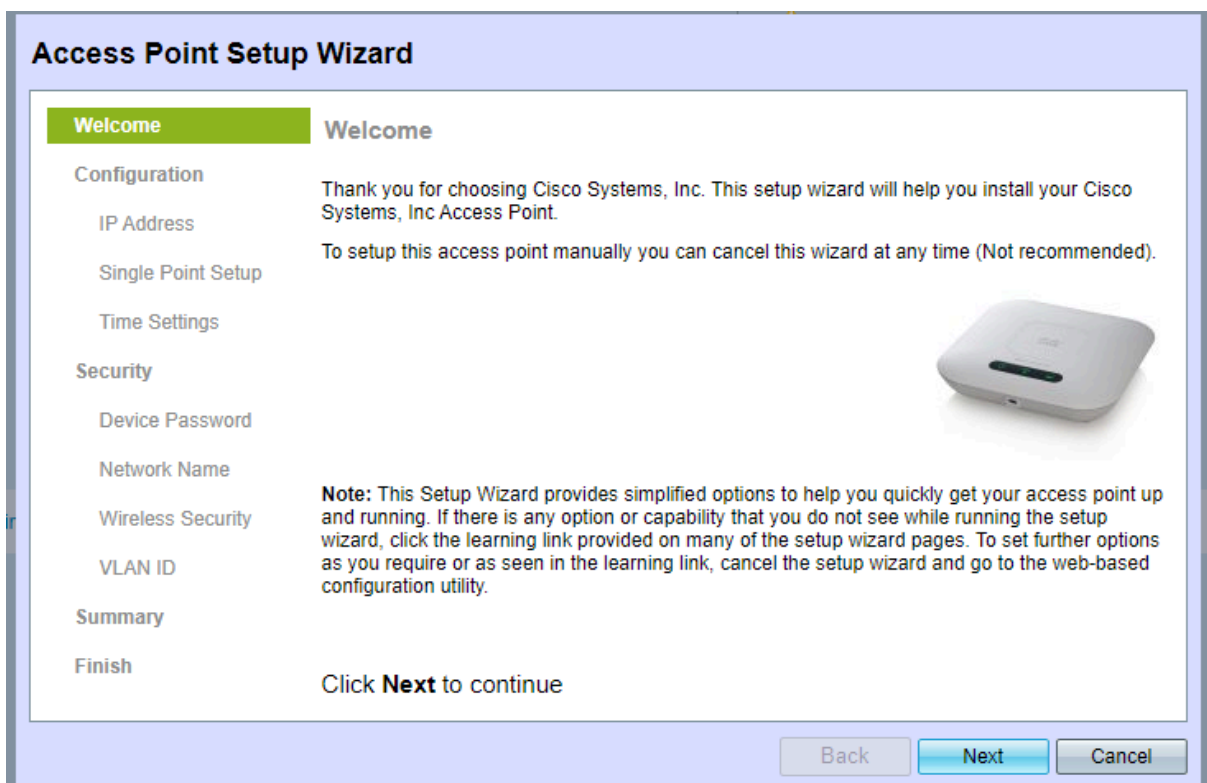 Access Point Setup Wizard
Welcome
Configuration
IP Address
Single Point Setup
Time Settings
Security
Device Password
Network Name
Wireless Security
VLAN ID
Summary
Finish
Welcome
Thank you for choosing Cisco Systems, Inc. This setup wizard will help you install your Cisco
Systems, Inc Access Point.
To setup this access point manually you can cancel this wizard at any time (Not recommended).
Note: This Setup Wizard provides simplified options to help you quickly get your access point up
and running. If there is any option or capability that you do not see while running the setup
wizard, click the learning link provided on many of the setup wizard pages. To set further options
as you require or as seen in the learning link, cancel the setup wizard and go to the web-based
configuration utility.
Click Next to continue
Back
Next
Cancel